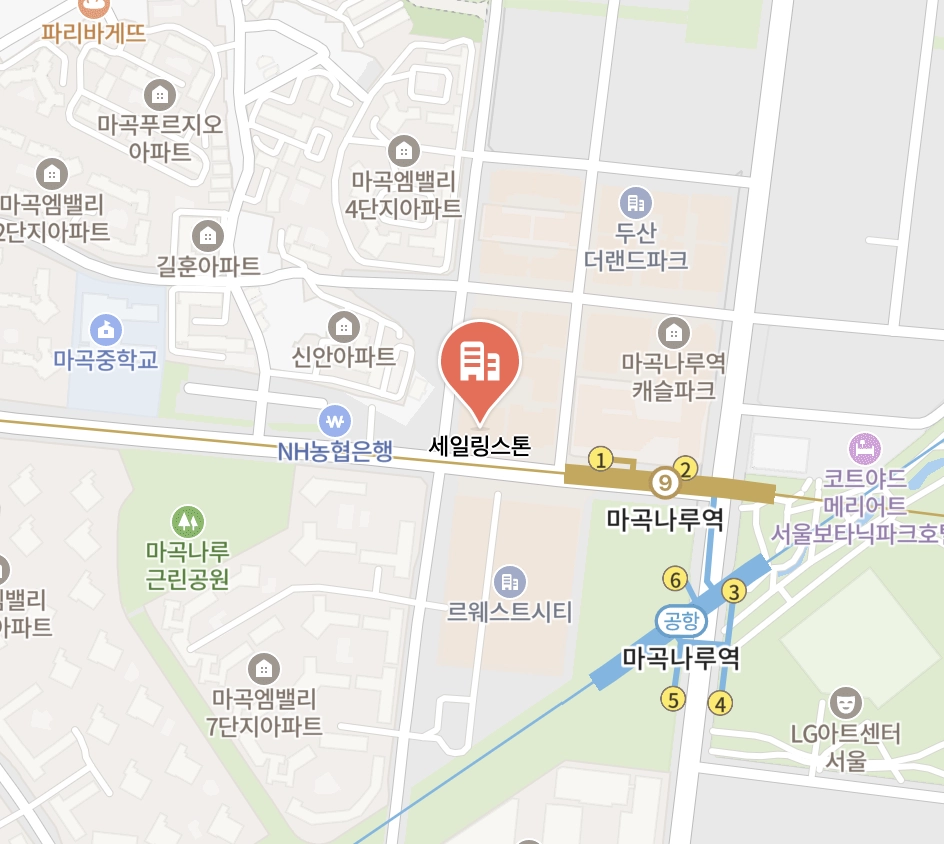 파리바게뜨
마곡푸르지오
아파트
마곡엠밸리
4단지아파트
마곡엠밸리
2단지아파트
두산
더랜드파크
길훈아파트
마곡중학교
신안아파트
마곡나루역
캐슬파크
NH농협은행
세일링스톤
1
2
9
마곡나루역
코트야드
메리어트
서울보타닉파크호텔
마곡나루
근린공원
르웨스트시티
6
3
공항
마곡나루역
5
4
마곡엠밸리
7단지아파트
LG아트센터
서울